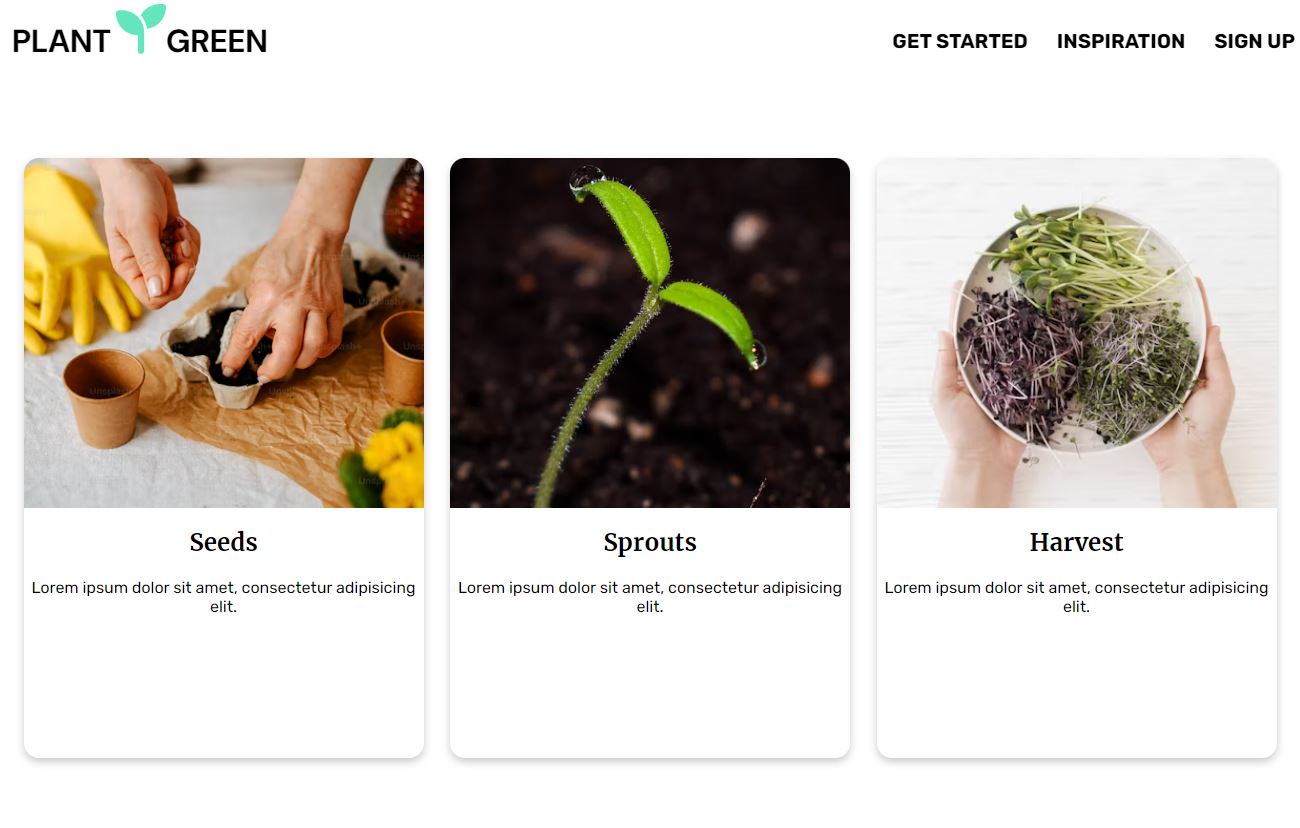 PLANT GREEN
GET STARTED INSPIRATION SIGN UP
Seeds
Sprouts
Harvest
Lorem ipsum dolor sit amet, consectetur adipisicing
elit.
Lorem ipsum dolor sit amet, consectetur adipisicing
elit.
Lorem ipsum dolor sit amet, consectetur adipisicing
elit.